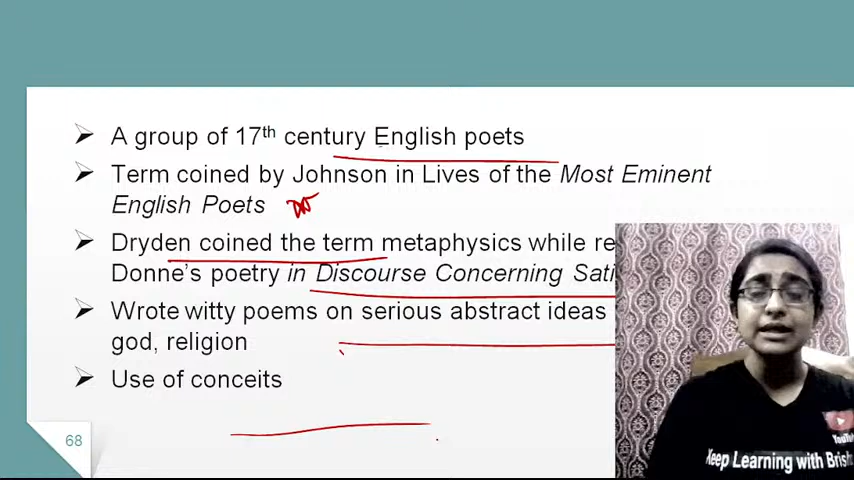 A group of 17th century English poets
Term coined by Johnson in Lives of the Most Eminent
English Poets
Dryden coined the term metaphysics while re
Donne's poetry in Discourse Concerning Sati
Wrote witty poems on serious abstract ideas
god, religion
Use of conceits
68
YouTu
Keep Learning with Brish